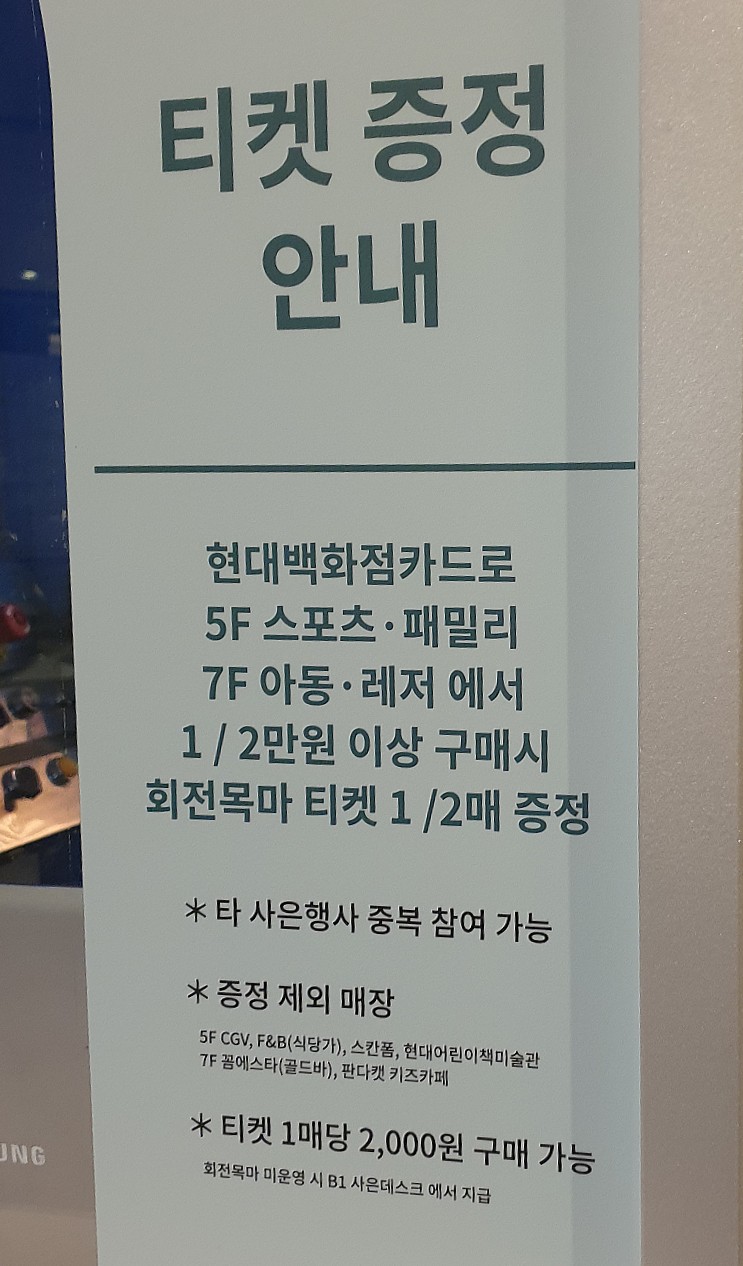 티켓 증정
안내
현대백화점카드로
5F 스포츠·패밀리
7F 아동·레저 에서
1 / 2만원 이상 구매시
회전목마 티켓 1 /2매 증정
* 타 사은행사 중복 참여 가능
* 증정 제외 매장
5F CGV, F&B(식당가), 스칸폼, 현대어린이책미술관
7F 꼼에스타(골드바), 판다캣 키즈카페
* 티켓 1매당 2,000원 구매 가능
회전목마 미운영 시 B1 사은데스크 에서 지급
UNG